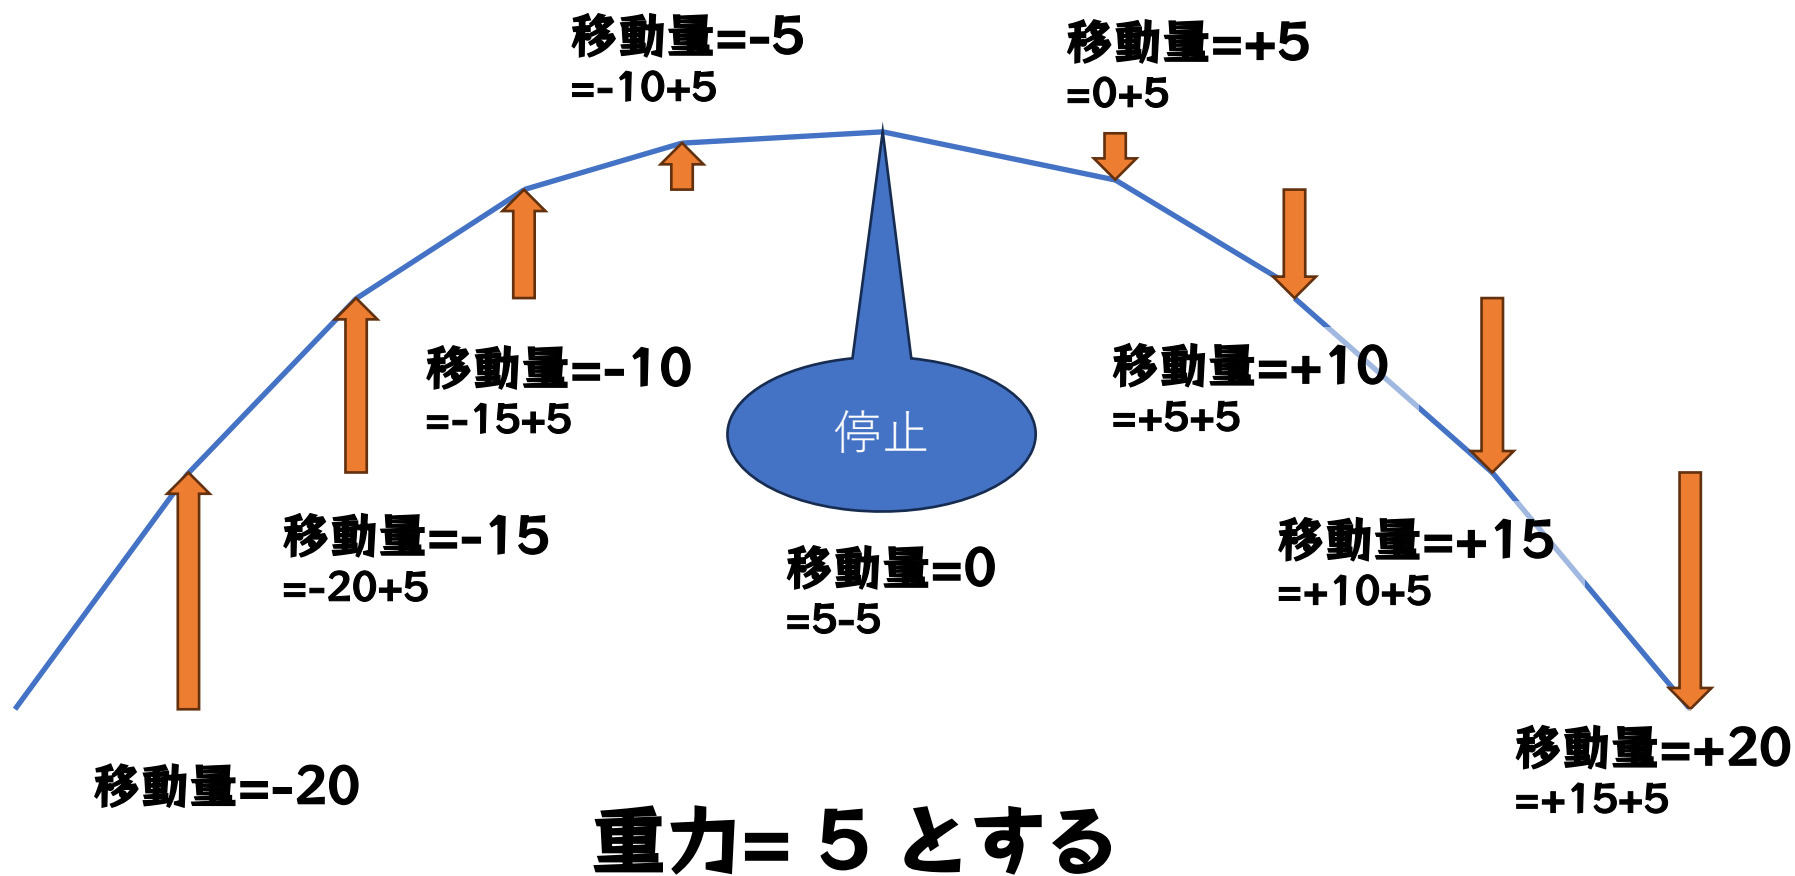 移動量=-5
=-10+5
移動量=+5
=0+5
移動量=-10
=-15+5
停止
移動量=+10
=+5+5
移動量=-15
=-20+5
移動量=0
=5-5
移動量=+15
=+10+5
移動量=-20
移動量=+20
=+15+5
重力=５とする